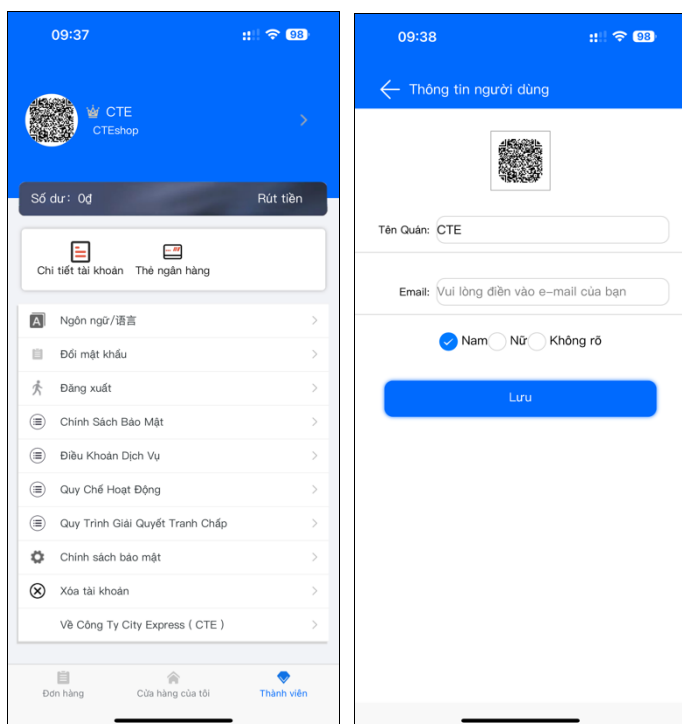 09:37
98
CTE
CTEshop
Số dư: 0₫
Rút tiền
Chi tiết tài khoản
Thẻ ngân hàng
Ngôn ngữ/语言
Đổi mật khẩu
Đăng xuất
Chính Sách Bảo Mật
Điều Khoản Dịch Vụ
Quy Chế Hoạt Động
Quy Trình Giải Quyết Tranh Chấp
Chính sách bảo mật
Xóa tài khoản
Về Công Ty City Express ( CTE )
Đơn hàng
Cửa hàng của tôi
Thành viên
09:38
98
Thông tin người dùng
Tên Quán: CTE
Email: Vui lòng điền vào e-mail của bạn
Nam
Nữ
Không rõ
Lưu